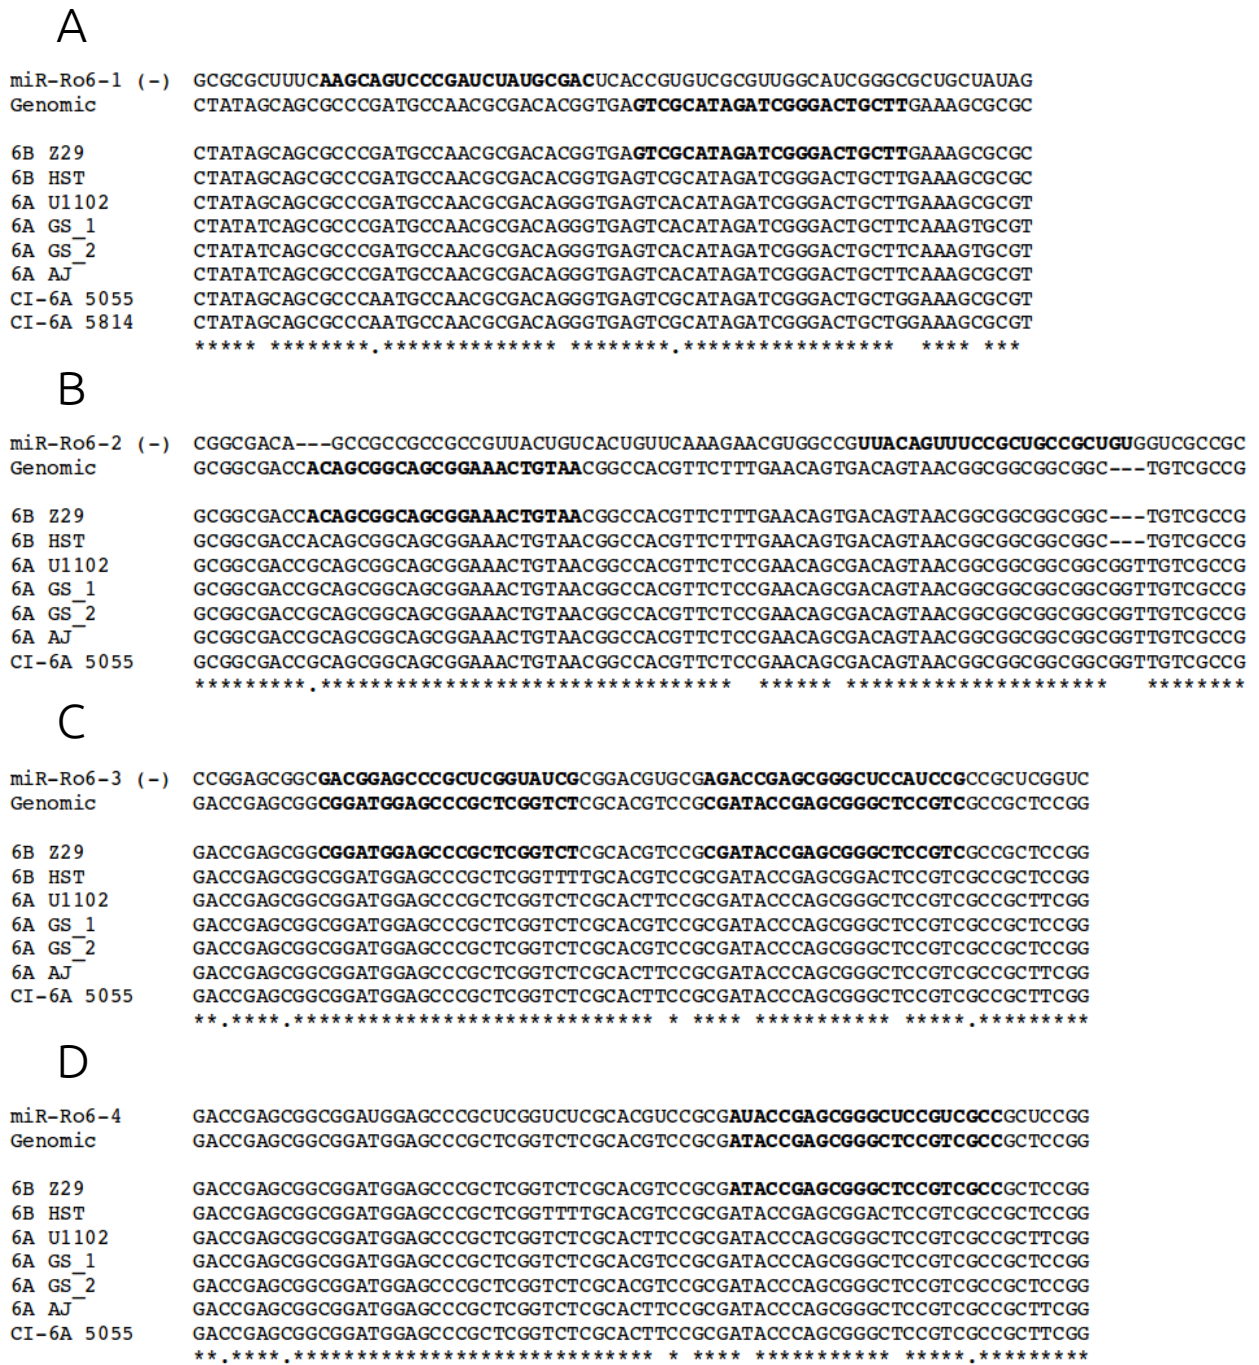 A
miR-Ro6-1 (-) GCGCGCUUUCAAGCAGUCCCGAUCUAUGCGACUCACCGUGUCGCGUUGGCAUCGGGCGCUGCUAUAG
Genomic CTATAGCAGCGCCCGATGCCAACGCGACACGGTGAGTCGCATAGATCGGGACTGCTTGAAAGCGCGC
6B Z29 CTATAGCAGCGCCCGATGCCAACGCGACACGGTGAGTCGCATAGATCGGGACTGCTTGAAAGCGCGC
6B HST CTATAGCAGCGCCCGATGCCAACGCGACACGGTGAGTCGCATAGATCGGGACTGCTTGAAAGCGCGC
6A U1102 CTATAGCAGCGCCCGATGCCAACGCGACAGGGTGAGTCACATAGATCGGGACTGCTTGAAAGCGCGT
6A GS_1 CTATATCAGCGCCCGATGCCAACGCGACAGGGTGAGTCACATAGATCGGGACTGCTTCAAAGTGCGT
6A GS_2 CTATATCAGCGCCCGATGCCAACGCGACAGGGTGAGTCACATAGATCGGGACTGCTTCAAAGTGCGT
6A AJ CTATATCAGCGCCCGATGCCAACGCGACAGGGTGAGTCACATAGATCGGGACTGCTTCAAAGCGCGT
CI-6A 5055 CTATAGCAGCGCCCAATGCCAACGCGACAGGGTGAGTCGCATAGATCGGGACTGCTGGAAAGCGCGT
CI-6A 5814 CTATAGCAGCGCCCAATGCCAACGCGACAGGGTGAGTCGCATAGATCGGGACTGCTGGAAAGCGCGT
***** ********.************** ********.*****************  **** ***
B
miR-Ro6-2 (-) CGGCGACA---GCCGCCGCCGCCGUUACUGUCACUGUUCAAAGAACGUGGCCGUUACAGUUUCCGCUGCCGCUGUGGUCGCCGC
Genomic GCGGCGACCACAGCGGCAGCGGAAACTGTAACGGCCACGTTCTTTGAACAGTGACAGTAACGGCGGCGGCGGC---TGTCGCCG
6B Z29 GCGGCGACCACAGCGGCAGCGGAAACTGTAACGGCCACGTTCTTTGAACAGTGACAGTAACGGCGGCGGCGGC---TGTCGCCG
6B HST GCGGCGACCACAGCGGCAGCGGAAACTGTAACGGCCACGTTCTTTGAACAGTGACAGTAACGGCGGCGGCGGC---TGTCGCCG
6A U1102 GCGGCGACCGCAGCGGCAGCGGAAACTGTAACGGCCACGTTCTCCGAACAGCGACAGTAACGGCGGCGGCGGCGGTTGTCGCCG
6A GS_1 GCGGCGACCGCAGCGGCAGCGGAAACTGTAACGGCCACGTTCTCCGAACAGCGACAGTAACGGCGGCGGCGGCGGTTGTCGCCG
6A GS_2 GCGGCGACCGCAGCGGCAGCGGAAACTGTAACGGCCACGTTCTCCGAACAGCGACAGTAACGGCGGCGGCGGCGGTTGTCGCCG
6A AJ GCGGCGACCGCAGCGGCAGCGGAAACTGTAACGGCCACGTTCTCCGAACAGCGACAGTAACGGCGGCGGCGGCGGTTGTCGCCG
CI-6A 5055 GCGGCGACCGCAGCGGCAGCGGAAACTGTAACGGCCACGTTCTCCGAACAGCGACAGTAACGGCGGCGGCGGCGGTTGTCGCCG
*********.*********************************  ****** *********************   ********
C
miR-Ro6-3 (-) CCGGAGCGGCGACGGAGCCCGCUCGGUAUCGCGGACGUGCGAGACCGAGCGGGCUCCAUCCGCCGCUCGGUC
Genomic GACCGAGCGGCGGATGGAGCCCGCTCGGTCTCGCACGTCCGCGATACCGAGCGGGCTCCGTCGCCGCTCCGG
6B Z29 GACCGAGCGGCGGATGGAGCCCGCTCGGTCTCGCACGTCCGCGATACCGAGCGGGCTCCGTCGCCGCTCCGG
6B HST GACCGAGCGGCGGATGGAGCCCGCTCGGTTTTGCACGTCCGCGATACCGAGCGGACTCCGTCGCCGCTCCGG
6A U1102 GACCGAGCGGCGGATGGAGCCCGCTCGGTCTCGCACTTCCGCGATACCCAGCGGGCTCCGTCGCCGCTTCGG
6A GS_1 GACCGAGCGGCGGATGGAGCCCGCTCGGTCTCGCACGTCCGCGATACCCAGCGGGCTCCGTCGCCGCTCCGG
6A GS_2 GACCGAGCGGCGGATGGAGCCCGCTCGGTCTCGCACGTCCGCGATACCCAGCGGGCTCCGTCGCCGCTCCGG
6A AJ GACCGAGCGGCGGATGGAGCCCGCTCGGTCTCGCACTTCCGCGATACCCAGCGGGCTCCGTCGCCGCTTCGG
CI-6A 5055 GACCGAGCGGCGGATGGAGCCCGCTCGGTCTCGCACTTCCGCGATACCCAGCGGGCTCCGTCGCCGCTTCGG
**.****.***************************** * **** *********** *****.*********
D
miR-Ro6-4 GACCGAGCGGCGGAUGGAGCCCGCUCGGUCUCGCACGUCCGCGAUACCGAGCGGGCUCCGUCGCCGCUCCGG
Genomic GACCGAGCGGCGGATGGAGCCCGCTCGGTCTCGCACGTCCGCGATACCGAGCGGGCTCCGTCGCCGCTCCGG
6B Z29 GACCGAGCGGCGGATGGAGCCCGCTCGGTCTCGCACGTCCGCGATACCGAGCGGGCTCCGTCGCCGCTCCGG
6B HST GACCGAGCGGCGGATGGAGCCCGCTCGGTTTTGCACGTCCGCGATACCGAGCGGACTCCGTCGCCGCTCCGG
6A U1102 GACCGAGCGGCGGATGGAGCCCGCTCGGTCTCGCACTTCCGCGATACCCAGCGGGCTCCGTCGCCGCTTCGG
6A GS_1 GACCGAGCGGCGGATGGAGCCCGCTCGGTCTCGCACGTCCGCGATACCCAGCGGGCTCCGTCGCCGCTCCGG
6A GS_2 GACCGAGCGGCGGATGGAGCCCGCTCGGTCTCGCACGTCCGCGATACCCAGCGGGCTCCGTCGCCGCTCCGG
6A AJ GACCGAGCGGCGGATGGAGCCCGCTCGGTCTCGCACTTCCGCGATACCCAGCGGGCTCCGTCGCCGCTTCGG
CI-6A 5055 GACCGAGCGGCGGATGGAGCCCGCTCGGTCTCGCACTTCCGCGATACCCAGCGGGCTCCGTCGCCGCTTCGG
**.****.***************************** * **** *********** *****.*********